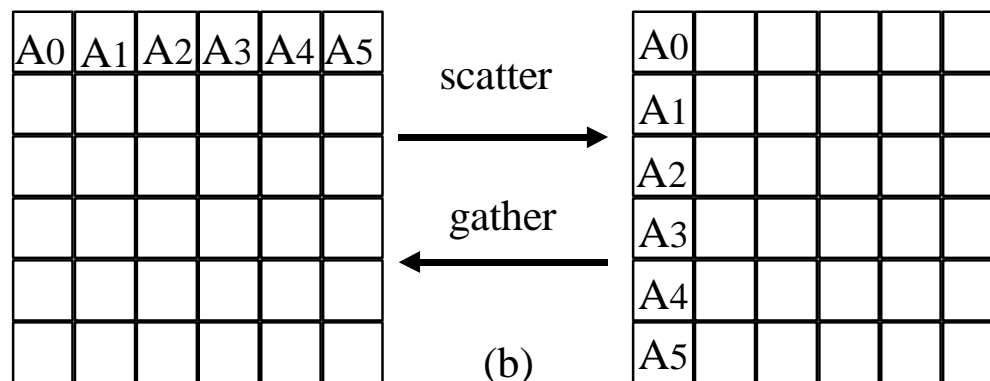 A0 A1 A2 A3 A4 A5
scatter
gather
(b)
A0
A1
A2
A3
A4
A5